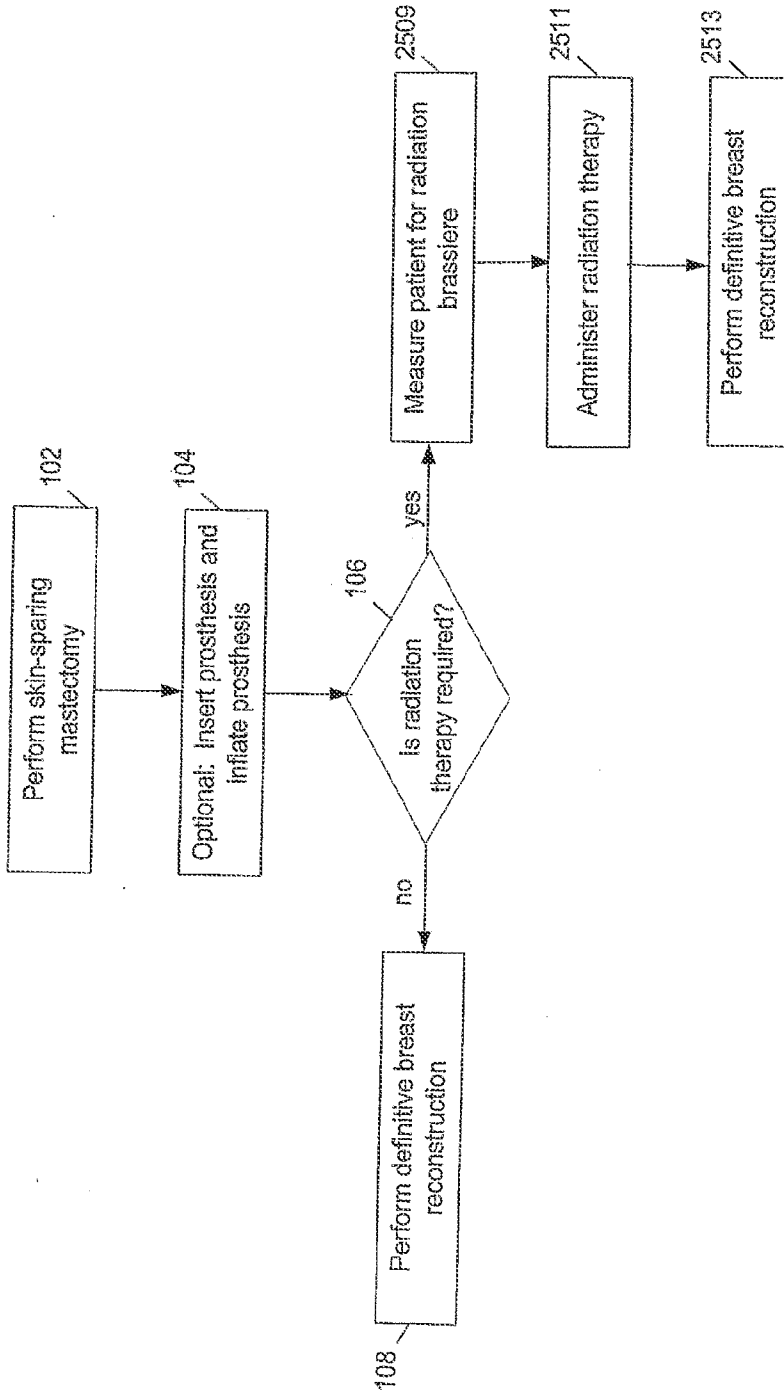 102
Perform skin-sparing
mastectomy
104
Optional: Insert prosthesis and
inflate prosthesis
106
Is radiation
therapy required?
no
yes
108
Perform definitive breast
reconstruction
2509
Measure patient for radiation
brassiere
2511
Administer radiation therapy
2513
Perform definitive breast
reconstruction